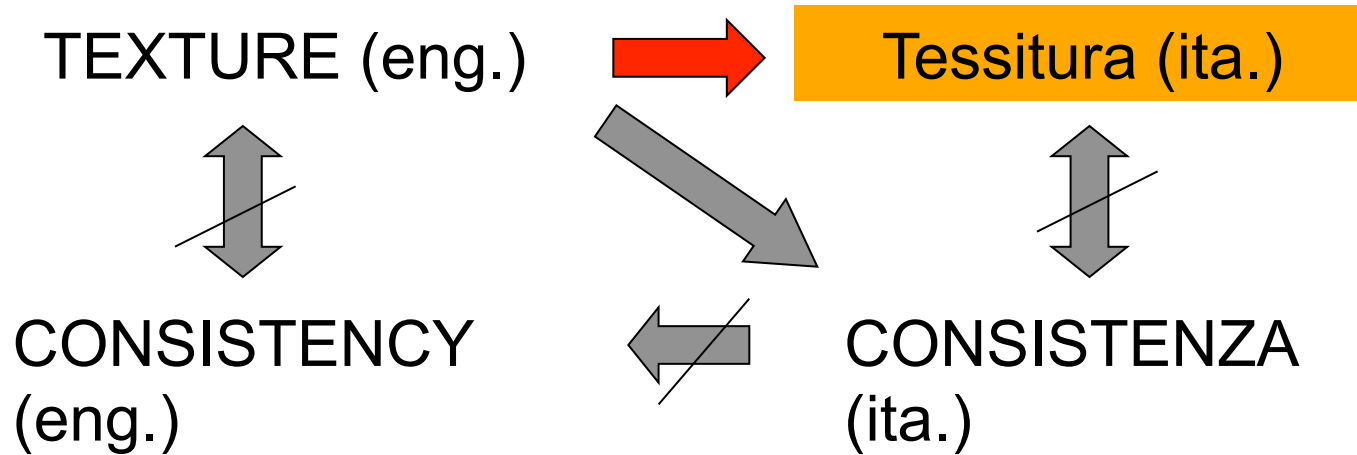 TEXTURE (eng.)
Tessitura (ita.)
CONSISTENCY
(eng.)
CONSISTENZA
(ita.)